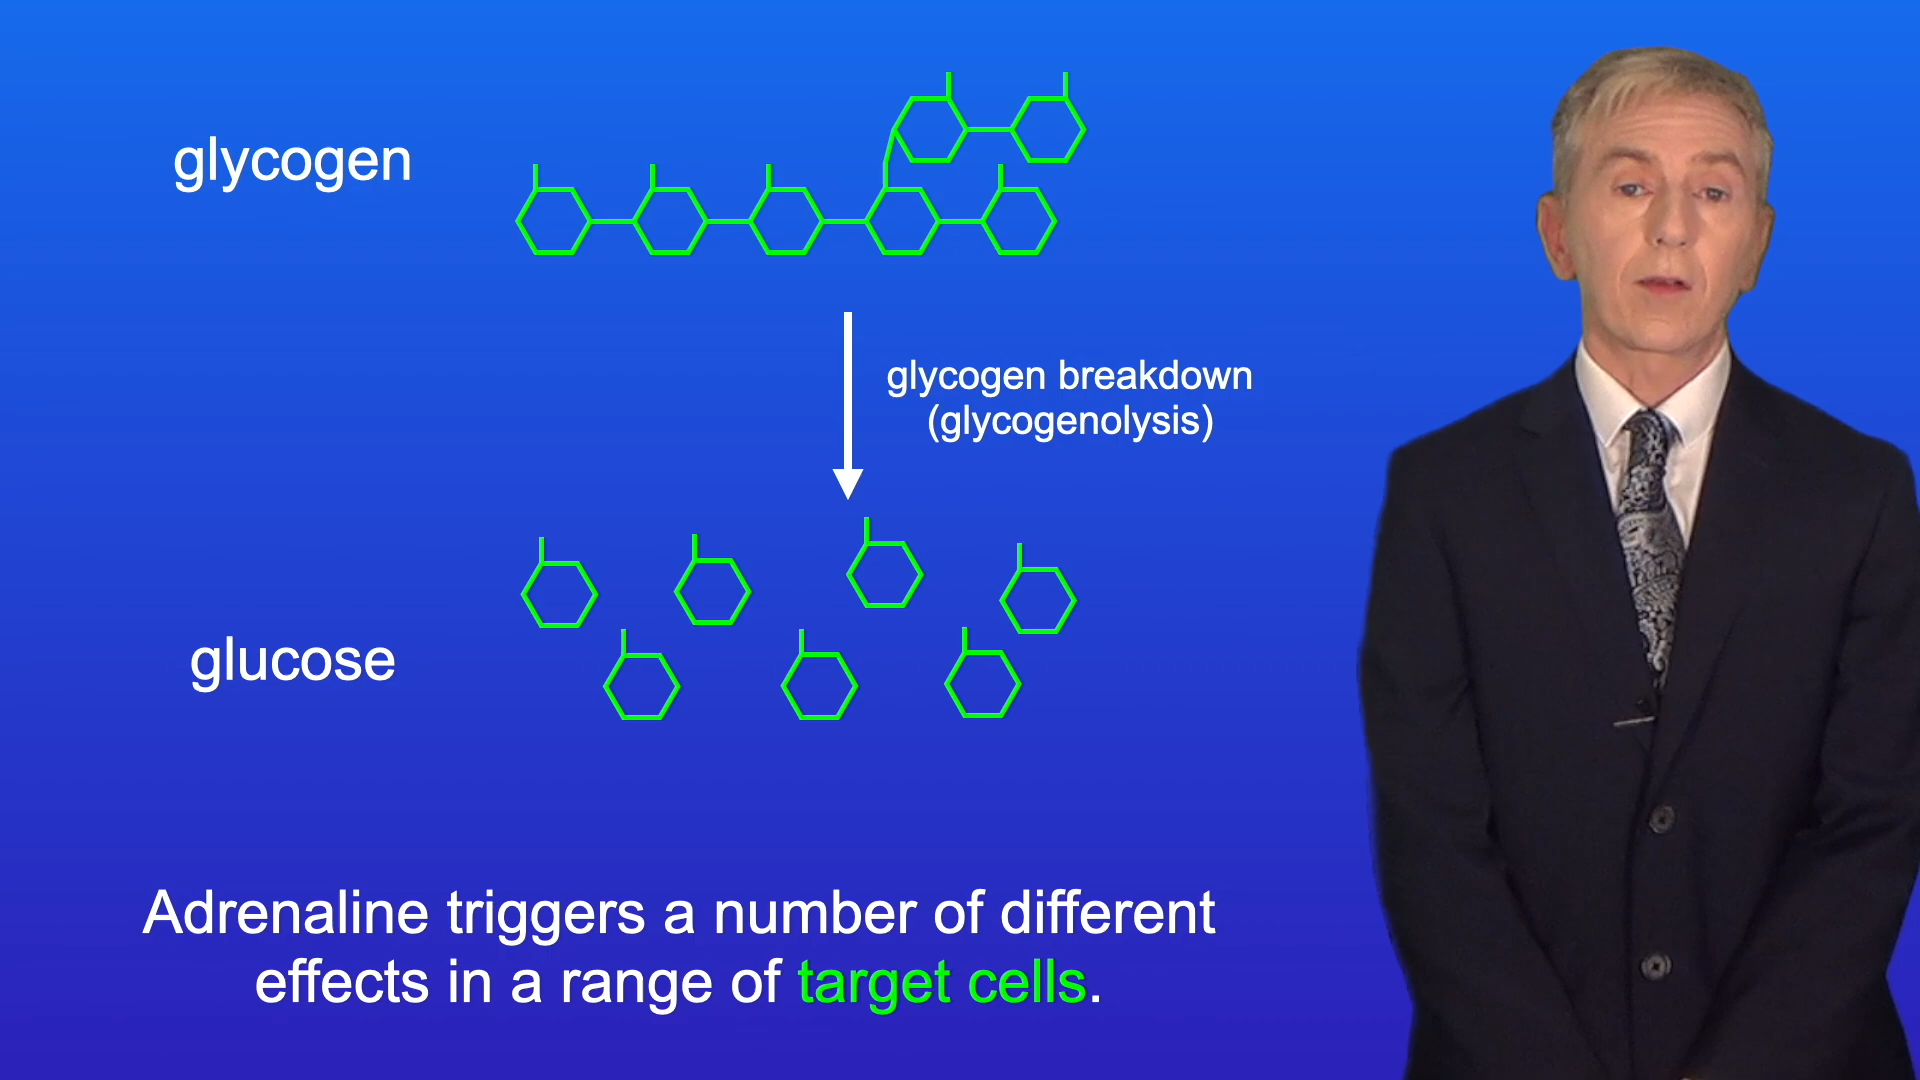 glycogen
glycogen breakdown
(glycogenolysis)
glucose
Adrenaline triggers a number of different
effects in a range of target cells.